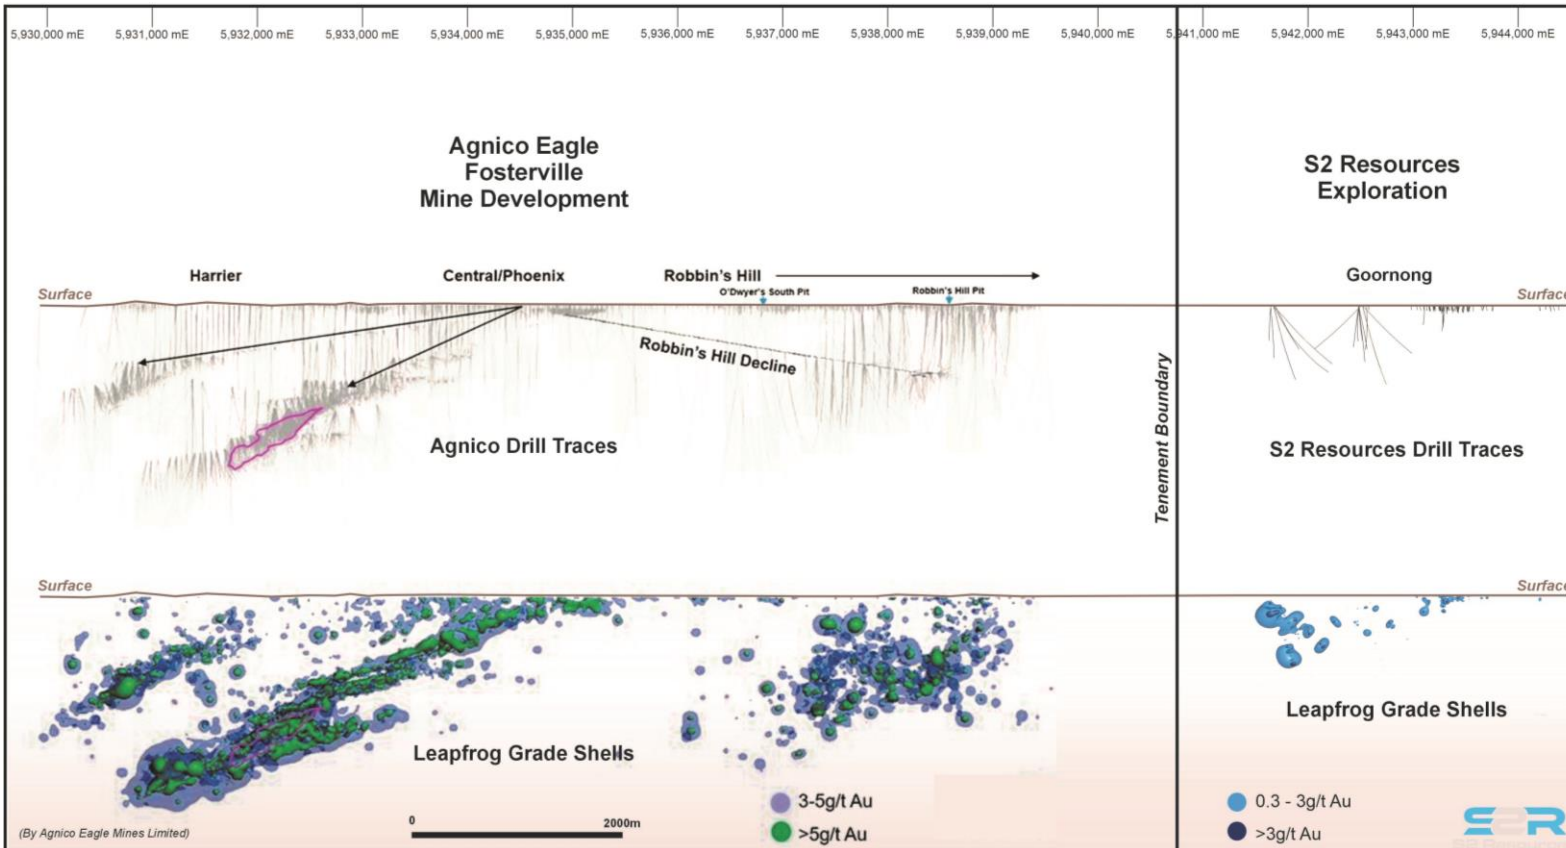 5,930,000 mE 5,931,000 mE 5,932,000 mE 5,933,000 mE 5,934,000 mE 5,935,000 mE 5,936,000 mE 5,937,000 mE 5,938,000 mE 5,939,000 mE 5,940,000 mE 5,941,000 mE 5,942,000 mE 5,943,000 mE 5,944,000 mE
Agnico Eagle
Fosterville
Mine Development
S2 Resources
Exploration
Harrier
Central/Phoenix
Robbin's Hill
Goornong
O'Dwyer's South Pit
Robbin's Hill Pit
Surface
Surface
Robbin's Hill Decline
Agnico Drill Traces
Tenement Boundary
S2 Resources Drill Traces
Surface
Surface
Leapfrog Grade Shells
Leapfrog Grade Shells
3-5g/t Au
>5g/t Au
0.3 - 3g/t Au
>3g/t Au
0 2000m
(By Agnico Eagle Mines Limited)
S2R